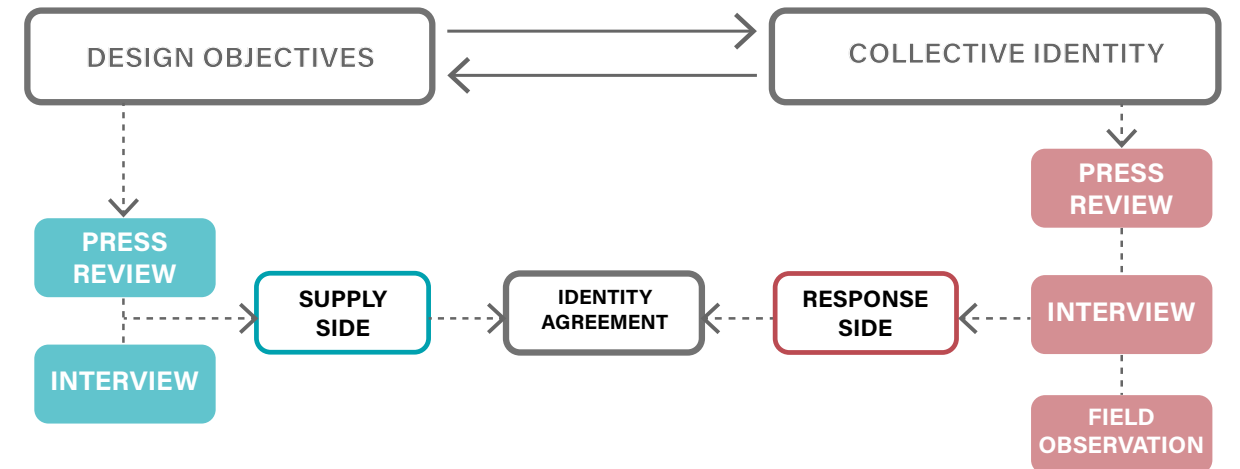 DESIGN OBJECTIVES
COLLECTIVE IDENTITY
PRESS
REVIEW
INTERVIEW
SUPPLY
SIDE
IDENTITY
AGREEMENT
RESPONSE
SIDE
PRESS
REVIEW
INTERVIEW
FIELD
OBSERVATION